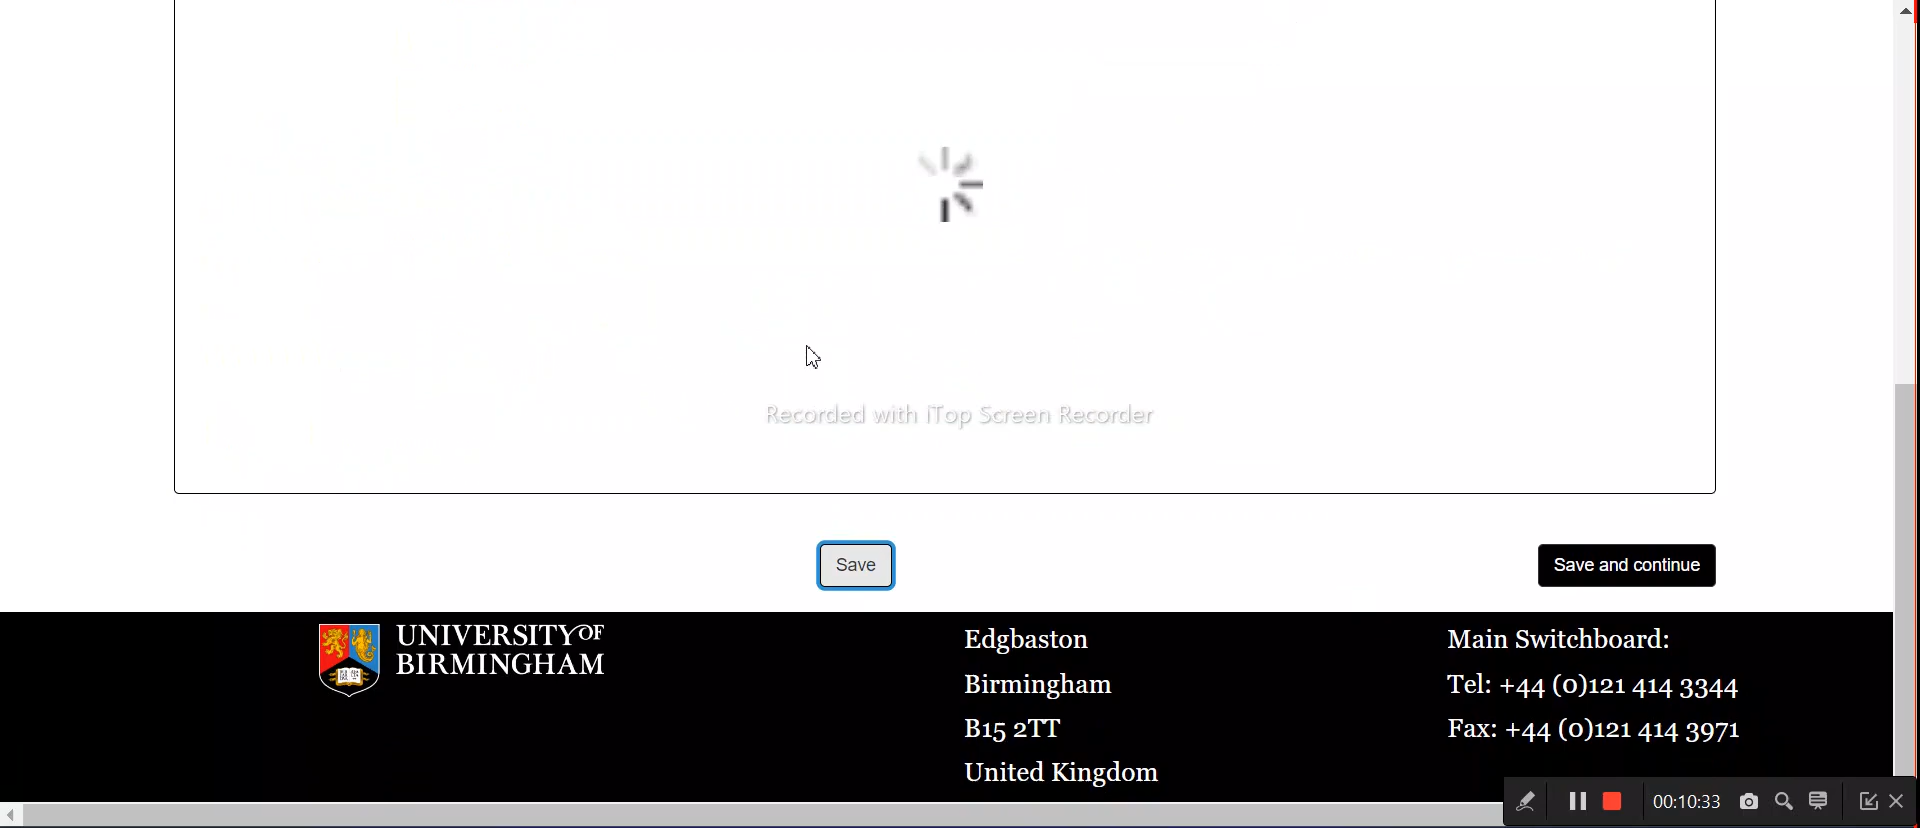 Recorded with iTop Screen Recorder
Save
Save and continue
UNIVERSITY OF
BIRMINGHAM
Edgbaston
Birmingham
B15 2TT
United Kingdom
Main Switchboard:
Tel: +44 (0)121 414 3344
Fax: +44 (0)121 414 3971
00:10:33